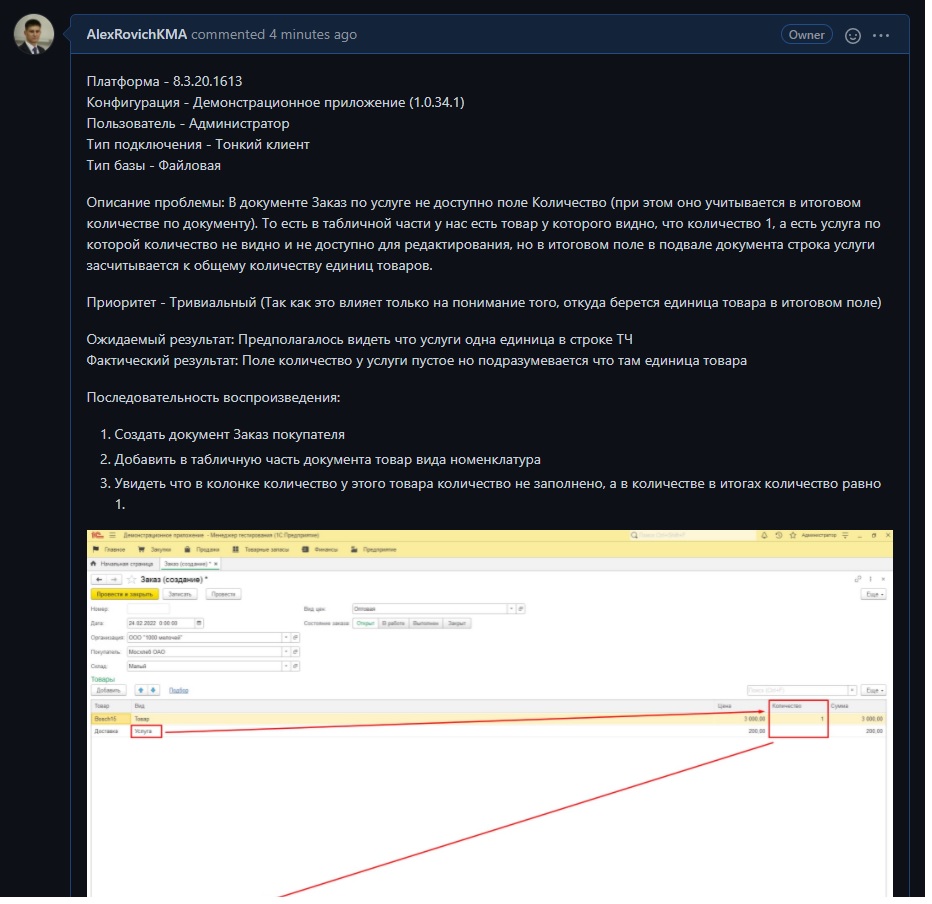 AlexRovichKMA commented 4 minutes ago Owner
Платформа - 8.3.20.1613
Конфигурация - Демонстрационное приложение (1.0.34.1)
Пользователь - Администратор
Тип подключения - Тонкий клиент
Тип базы - Файловая
Описание проблемы: В документе Заказ по услуге не доступно поле Количество (при этом оно учитывается в итоговом
количестве по документу). То есть в табличной части у нас есть товар у которого видно, что количество 1, а есть услуга по
которой количество не видно и не доступно для редактирования, но в итоговом поле в подвале документа строка услуги
засчитывается к общему количеству единиц товаров.
Приоритет - Тривиальный (Так как это влияет только на понимание того, откуда берется единица товара в итоговом поле)
Ожидаемый результат: Предполагалось видеть что услуги одна единица в строке ТЧ
Фактический результат: Поле количество у услуги пустое но подразумевается что там единица товара
Последовательность воспроизведения:
1. Создать документ Заказ покупателя
2. Добавить в табличную часть документа товар вида номенклатура
3. Увидеть что в колонке количество у этого товара количество не заполнено, а в количестве в итогах количество равно
1.
Демонстрационное приложение - Менеджер тестирования (1С:Предприятие) Поиск Ctrl+Shift+F Администратор
Главное Закупки Продажи Товарные запасы Финансы Предприятие
Начальная страница Заказ (создание) * ×
Заказ (создание) *
Провести и закрыть Записать Провести Еще
Номер: Вид цен: Оптовая
Дата: 24.02.2022 0:00:00 Состояние заказа: Открыт В работе Выполнен Закрыт
Организация: ООО "1000 мелочей"
Покупатель: Мосхлеб ОАО
Склад: Малый
Товары
Добавить Подбор Поиск (Ctrl+F) Еще
Товар Вид Цена Количество Сумма
Bosch15 Товар 3 000,00 1 3 000,00
Доставка Услуга 200,00 200,00